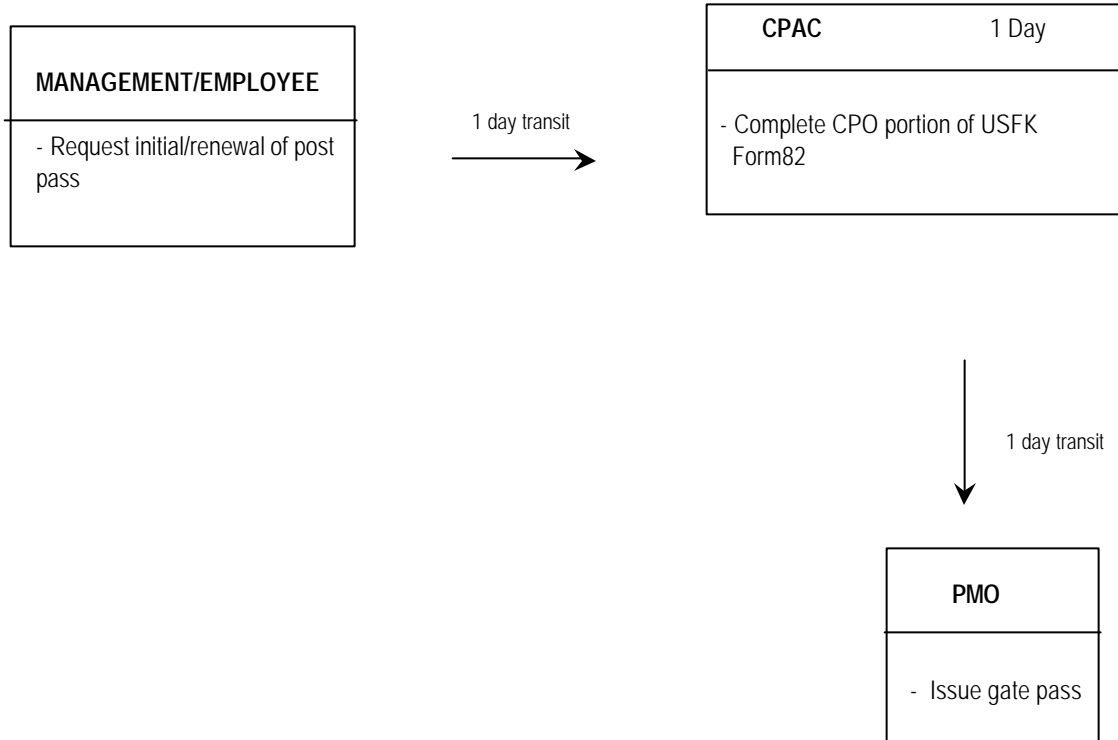 MANAGEMENT/EMPLOYEE
- Request initial/renewal of post
pass
1 day transit
CPAC 1 Day
- Complete CPO portion of USFK
Form82
1 day transit
PMO
- Issue gate pass